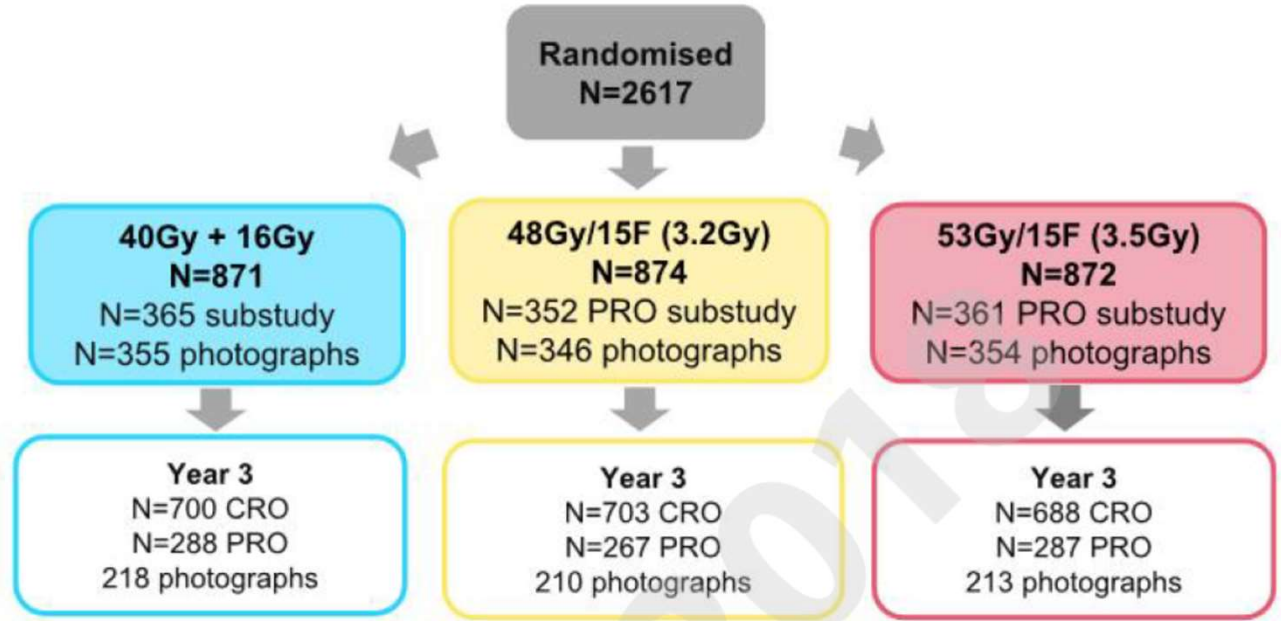 Randomised
N=2617
40Gy + 16Gy
N=871
N=365 substudy
N=355 photographs
48Gy/15F (3.2Gy)
N=874
N=352 PRO substudy
N=346 photographs
53Gy/15F (3.5Gy)
N=872
N=361 PRO substudy
N=354 photographs
Year 3
N=700 CRO
N=288 PRO
218 photographs
Year 3
N=703 CRO
N=267 PRO
210 photographs
Year 3
N=688 CRO
N=287 PRO
213 photographs
2018